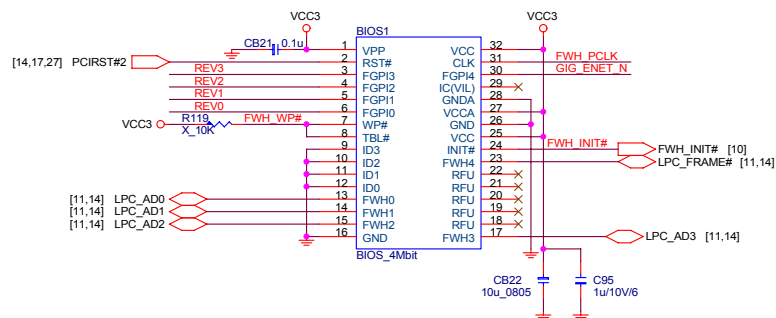 VCC3 VCC3
BIOS1
CB21 0.1u
1 VPP VCC 32
[14,17,27] PCIRST#2 2 RST# CLK 31 FWH_PCLK
REV3 3 FGPI3 FGPI4 30 GIG_ENET_N
REV2 4 FGPI2 IC(VIL) 29
REV1 5 FGPI1 GNDA 28
REV0 6 FGPI0 VCCA 27
VCC3 R119 X_10K FWH_WP# 7 WP# GND 26
8 TBL# VCC 25
9 ID3 INIT# 24 FWH_INIT# FWH_INIT# [10]
10 ID2 FWH4 23 LPC_FRAME# [11,14]
11 ID1 RFU 22
12 ID0 RFU 21
[11,14] LPC_AD0 13 FWH0 RFU 20
[11,14] LPC_AD1 14 FWH1 RFU 19
[11,14] LPC_AD2 15 FWH2 RFU 18
16 GND FWH3 17 LPC_AD3 [11,14]
BIOS_4Mbit
CB22 C95
10u_0805 1u/10V/6